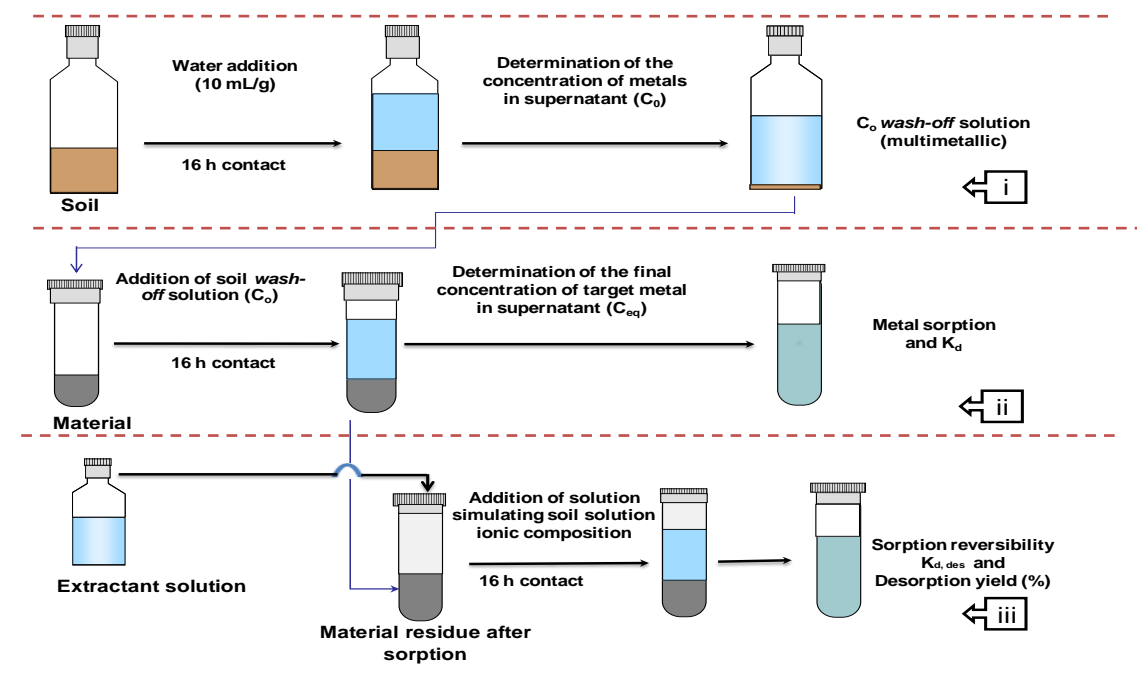 Water addition
(10 mL/g)
16 h contact
Soil
Determination of the
concentration of metals
in supernatant (C₀)
Cₒ wash-off solution
(multimetallic)
i
Addition of soil wash-
off solution (Cₒ)
16 h contact
Material
Determination of the final
concentration of target metal
in supernatant (Cₑq)
Metal sorption
and K_d
ii
Extractant solution
Addition of solution
simulating soil solution
ionic composition
16 h contact
Material residue after
sorption
Sorption reversibility
K_d, des and
Desorption yield (%)
iii